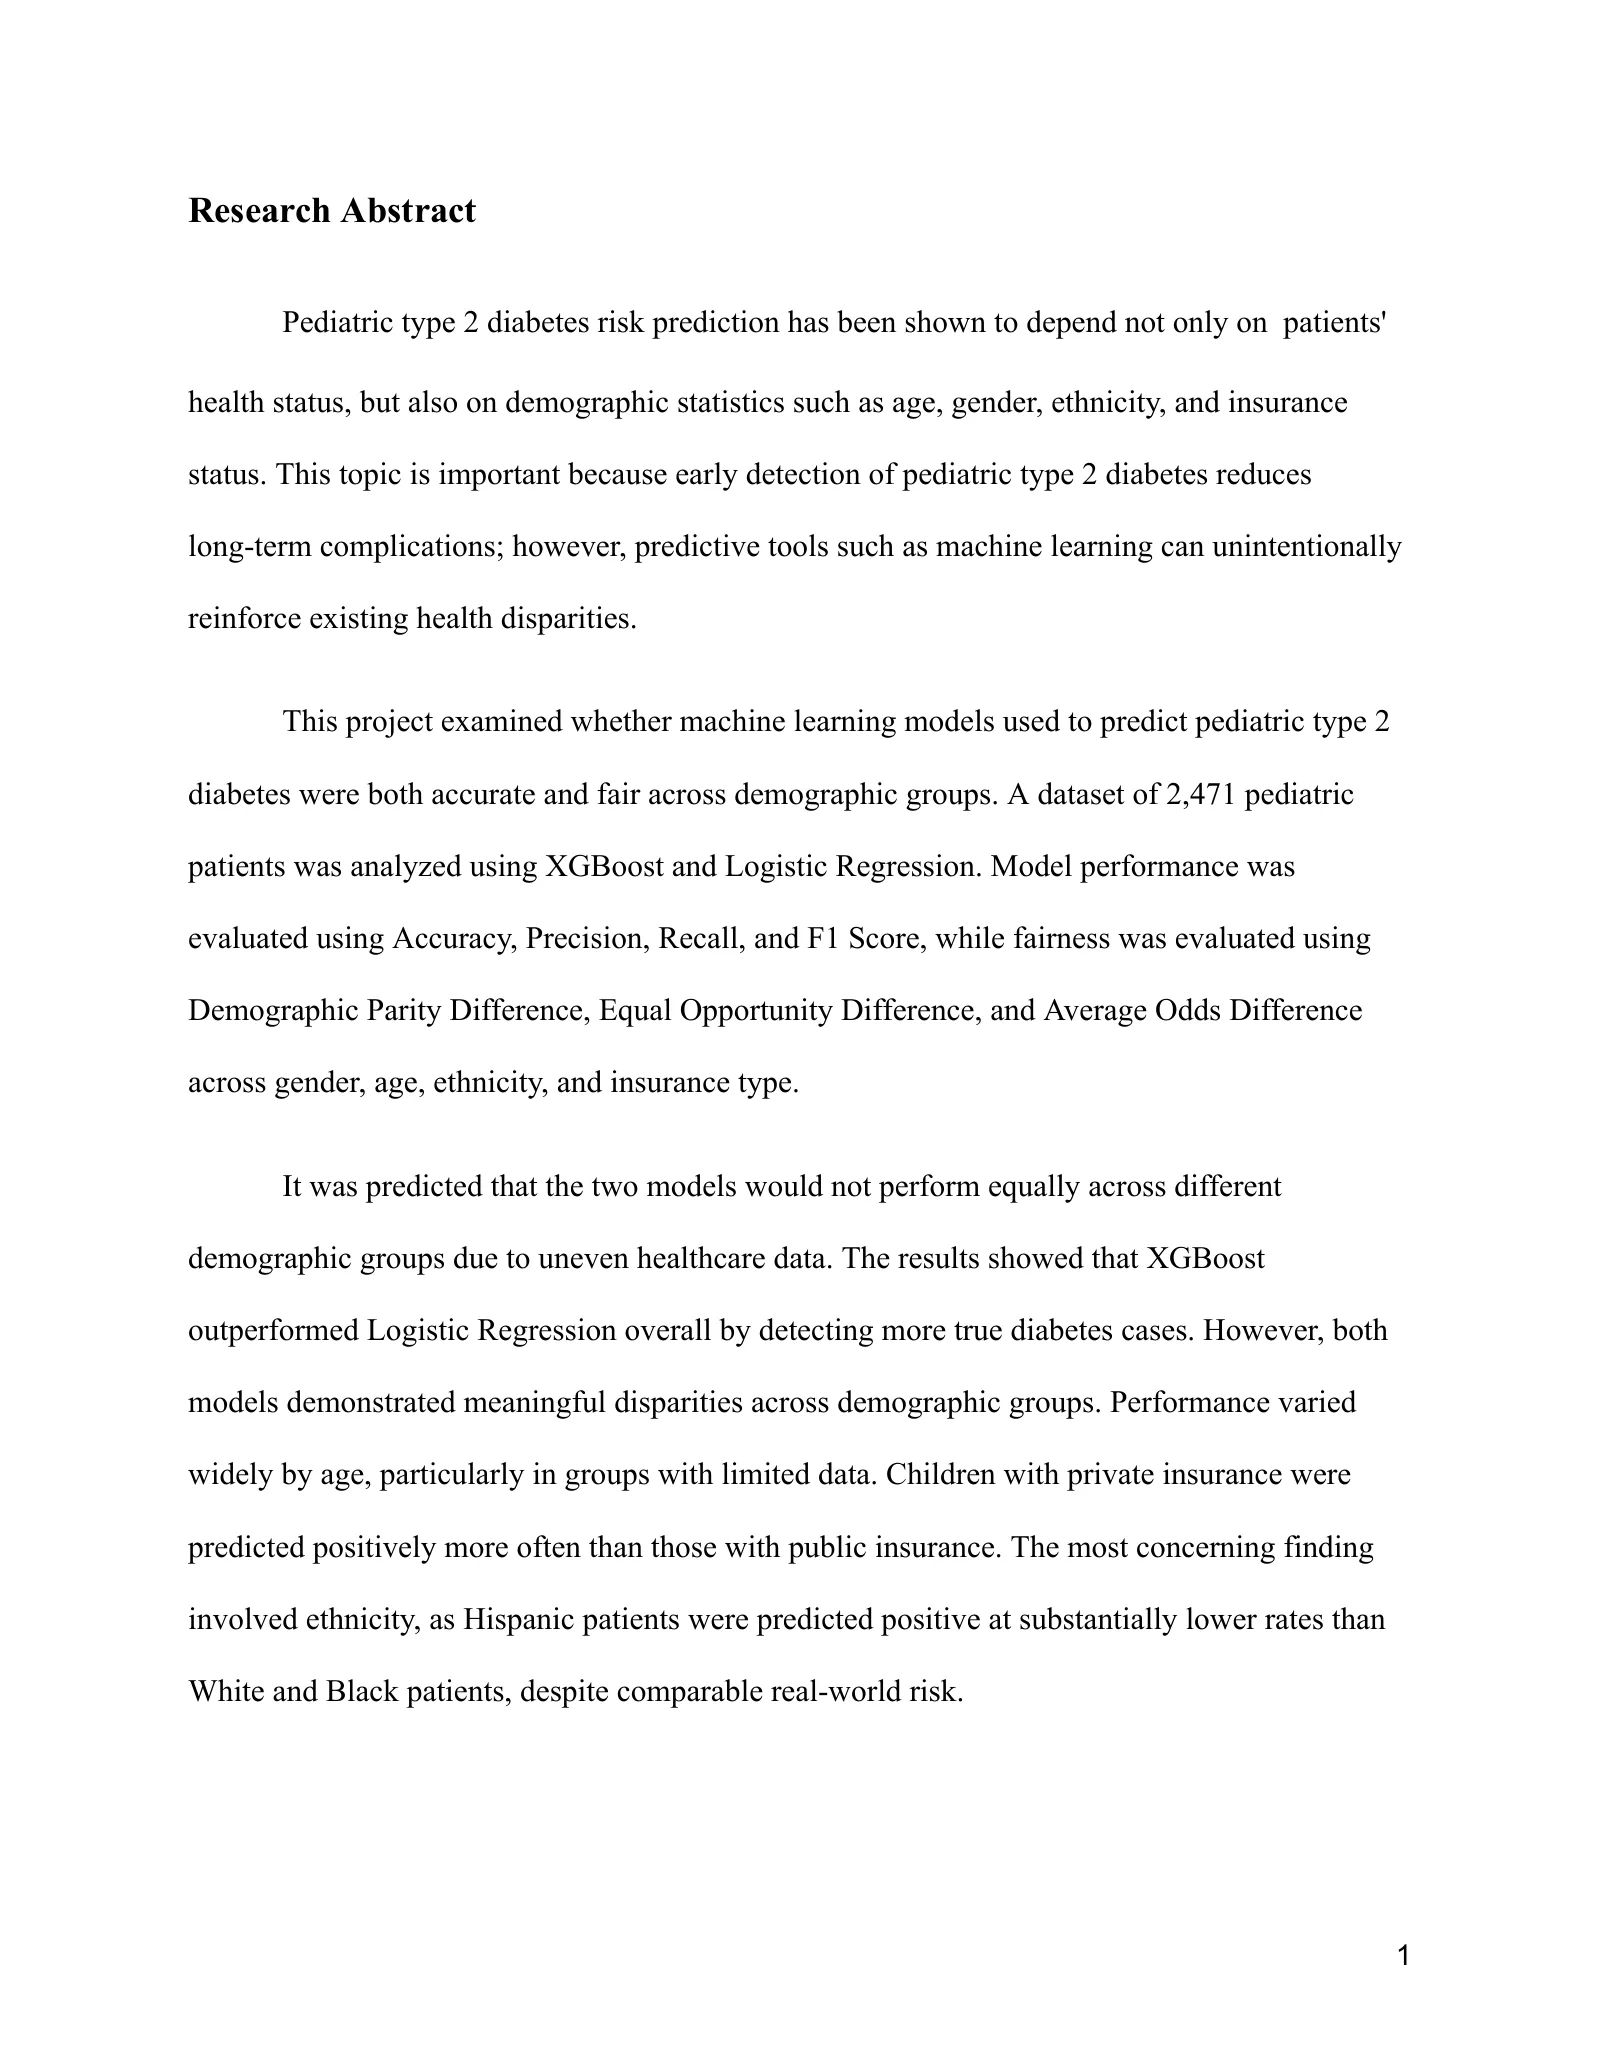 Research Abstract
Pediatric type 2 diabetes risk prediction has been shown to depend not only on  patients'
health status, but also on demographic statistics such as age, gender, ethnicity, and insurance
status. This topic is important because early detection of pediatric type 2 diabetes reduces
long-term complications; however, predictive tools such as machine learning can unintentionally
reinforce existing health disparities.
This project examined whether machine learning models used to predict pediatric type 2
diabetes were both accurate and fair across demographic groups. A dataset of 2,471 pediatric
patients was analyzed using XGBoost and Logistic Regression. Model performance was
evaluated using Accuracy, Precision, Recall, and F1 Score, while fairness was evaluated using
Demographic Parity Difference, Equal Opportunity Difference, and Average Odds Difference
across gender, age, ethnicity, and insurance type.
It was predicted that the two models would not perform equally across different
demographic groups due to uneven healthcare data. The results showed that XGBoost
outperformed Logistic Regression overall by detecting more true diabetes cases. However, both
models demonstrated meaningful disparities across demographic groups. Performance varied
widely by age, particularly in groups with limited data. Children with private insurance were
predicted positively more often than those with public insurance. The most concerning finding
involved ethnicity, as Hispanic patients were predicted positive at substantially lower rates than
White and Black patients, despite comparable real-world risk.
1